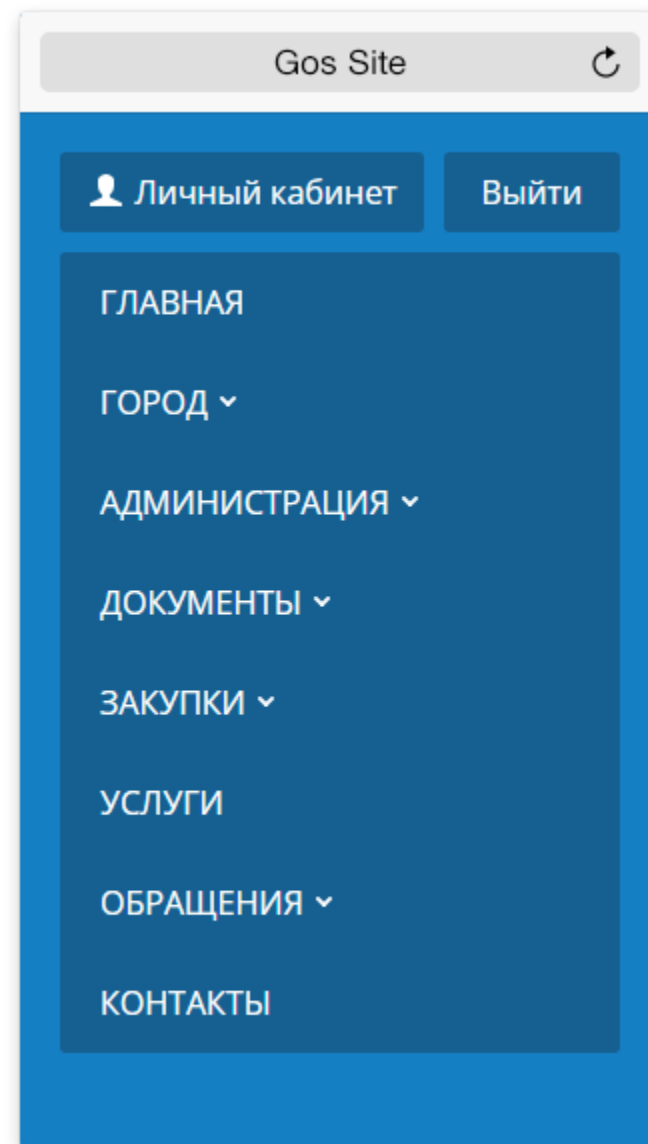 Gos Site
Личный кабинет Выйти
ГЛАВНАЯ
ГОРОД
АДМИНИСТРАЦИЯ
ДОКУМЕНТЫ
ЗАКУПКИ
УСЛУГИ
ОБРАЩЕНИЯ
КОНТАКТЫ